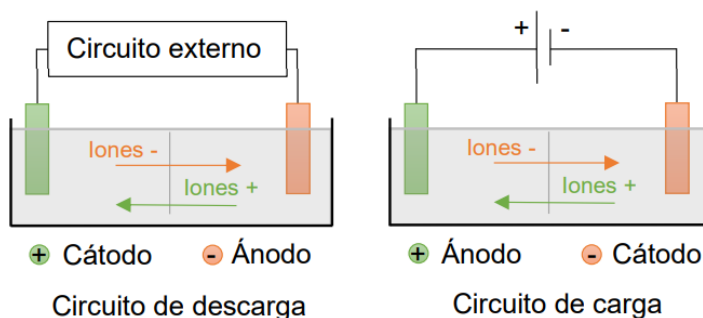 Circuito externo
Iones -
Iones +
+ Cátodo - Ánodo
Circuito de descarga
+ -
Iones -
Iones +
+ Ánodo - Cátodo
Circuito de carga